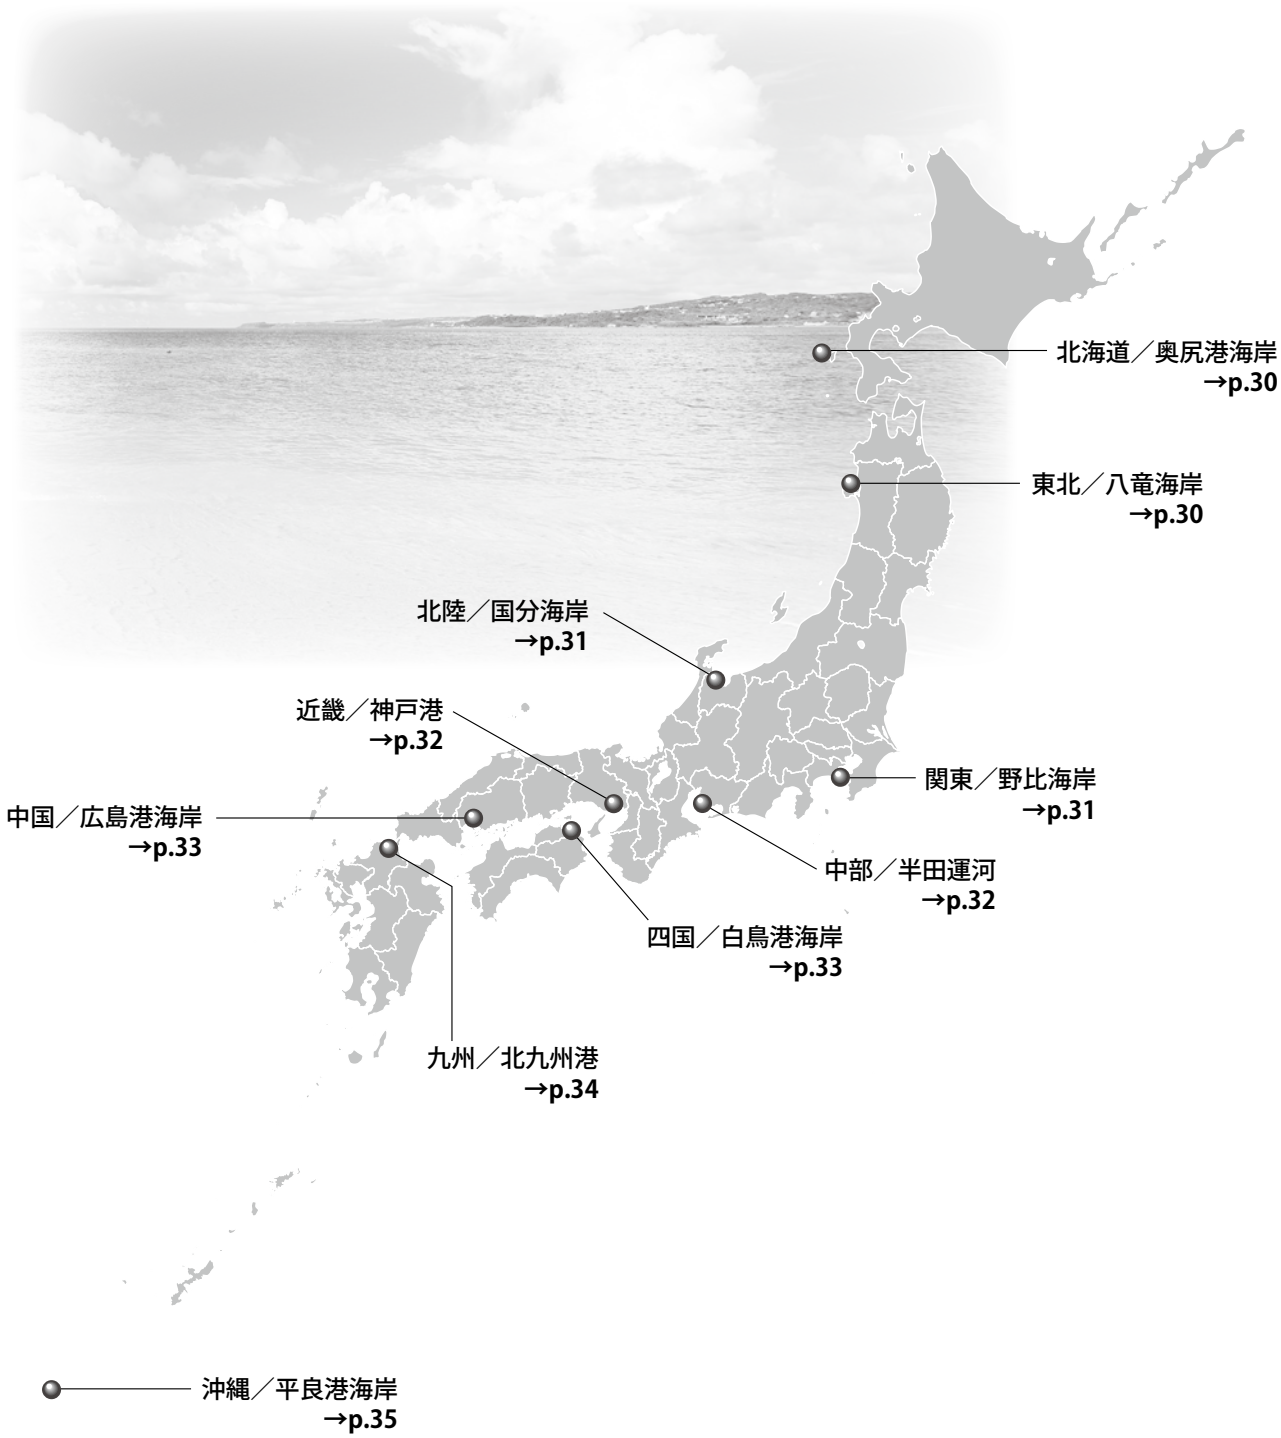 北海道／奥尻港海岸
→p.30
東北／八竜海岸
→p.30
北陸／国分海岸
→p.31
近畿／神戸港
→p.32
関東／野比海岸
→p.31
中国／広島港海岸
→p.33
中部／半田運河
→p.32
四国／白鳥港海岸
→p.33
九州／北九州港
→p.34
沖縄／平良港海岸
→p.35